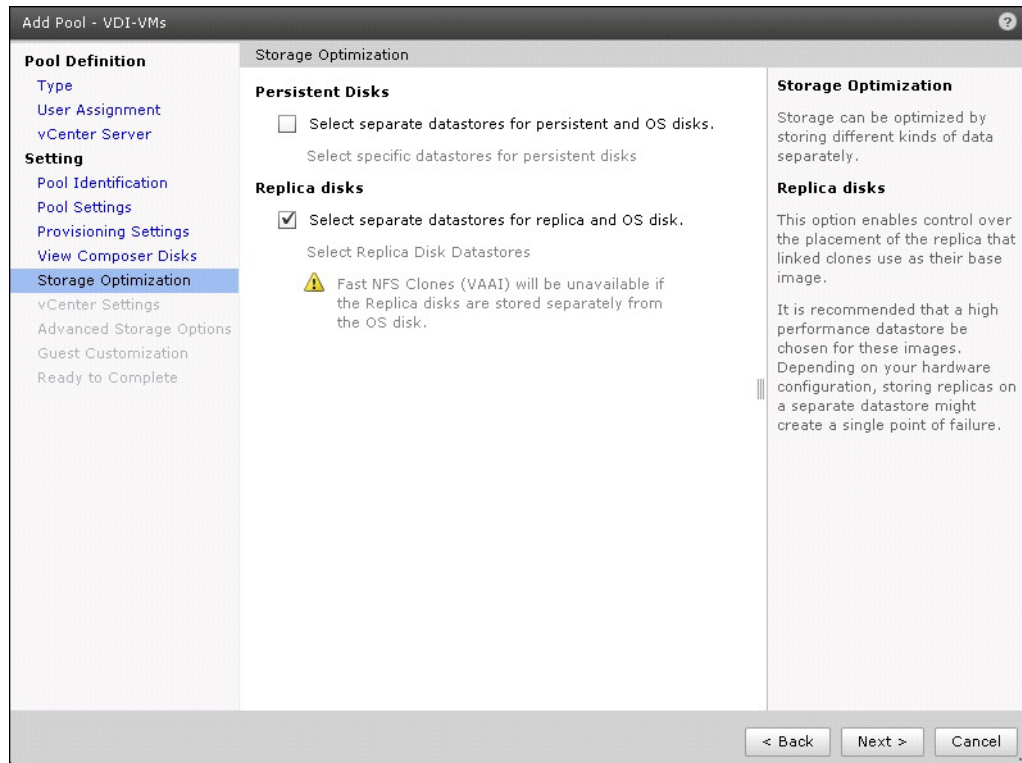 Add Pool - VDI-VMs
?
Pool Definition
Type
User Assignment
vCenter Server
Setting
Pool Identification
Pool Settings
Provisioning Settings
View Composer Disks
Storage Optimization
vCenter Settings
Advanced Storage Options
Guest Customization
Ready to Complete
Storage Optimization
Persistent Disks
Select separate datastores for persistent and OS disks.
Select specific datastores for persistent disks
Replica disks
Select separate datastores for replica and OS disk.
Select Replica Disk Datastores
Fast NFS Clones (VAAI) will be unavailable if
the Replica disks are stored separately from
the OS disk.
Storage Optimization
Storage can be optimized by
storing different kinds of data
separately.
Replica disks
This option enables control over
the placement of the replica that
linked clones use as their base
image.
It is recommended that a high
performance datastore be
chosen for these images.
Depending on your hardware
configuration, storing replicas on
a separate datastore might
create a single point of failure.
< Back
Next >
Cancel